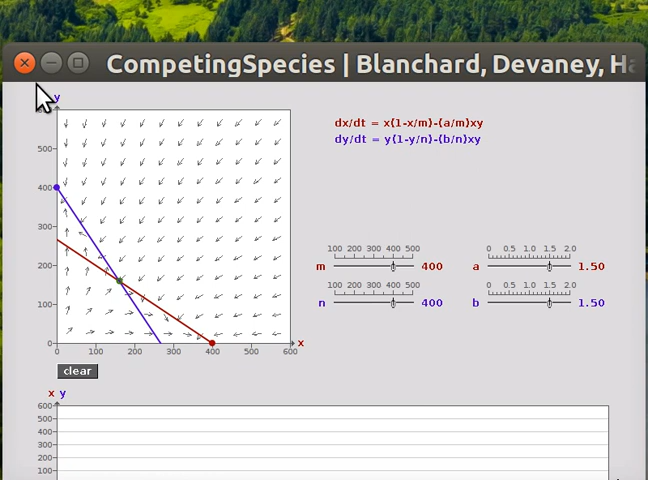 CompetingSpecies | Blanchard, Devaney, Ha
y
dx/dt = x(1-x/m)-(a/m)xy
dy/dt = y(1-y/n)-(b/n)xy
500
400
300
200
100
0
0 100 200 300 400 500 600 x
100 200 300 400 500
m 400
0 0.5 1.0 1.5 2.0
a 1.50
100 200 300 400 500
n 400
0 0.5 1.0 1.5 2.0
b 1.50
clear
x y
600
500
400
300
200
100